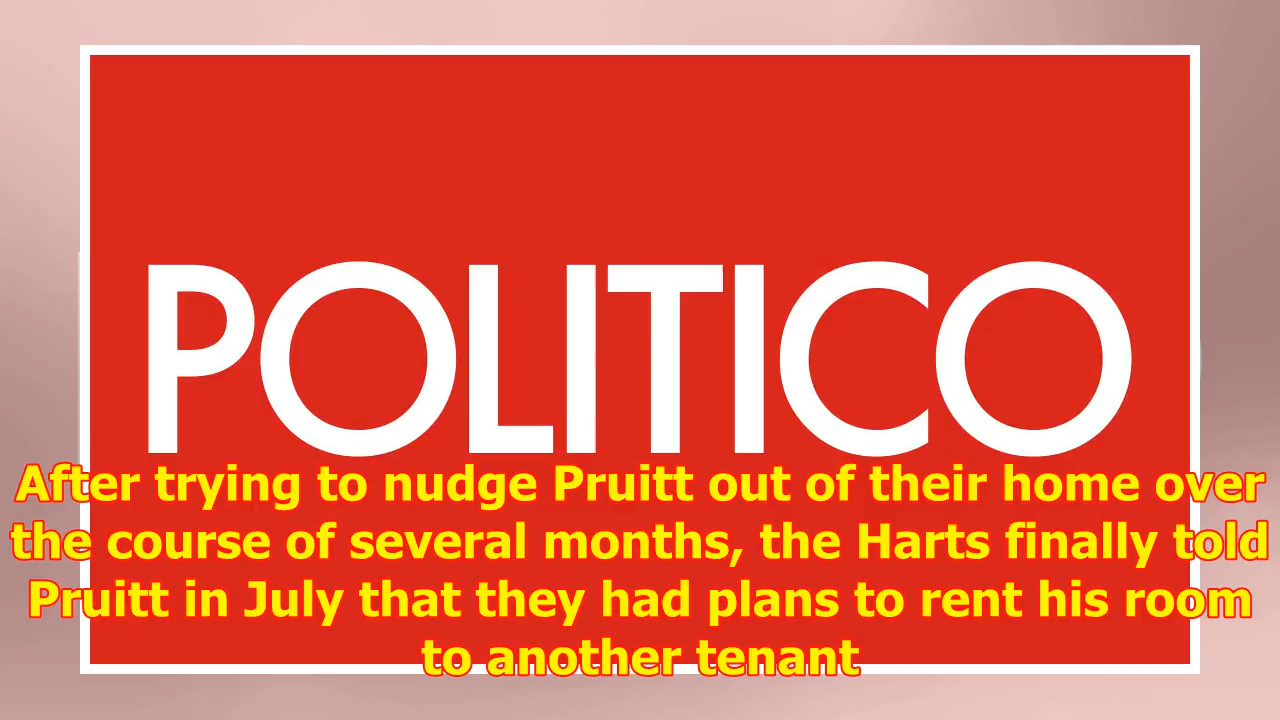 POLITICO
After trying to nudge Pruitt out of their home over
the course of several months, the Harts finally told
Pruitt in July that they had plans to rent his room
to another tenant